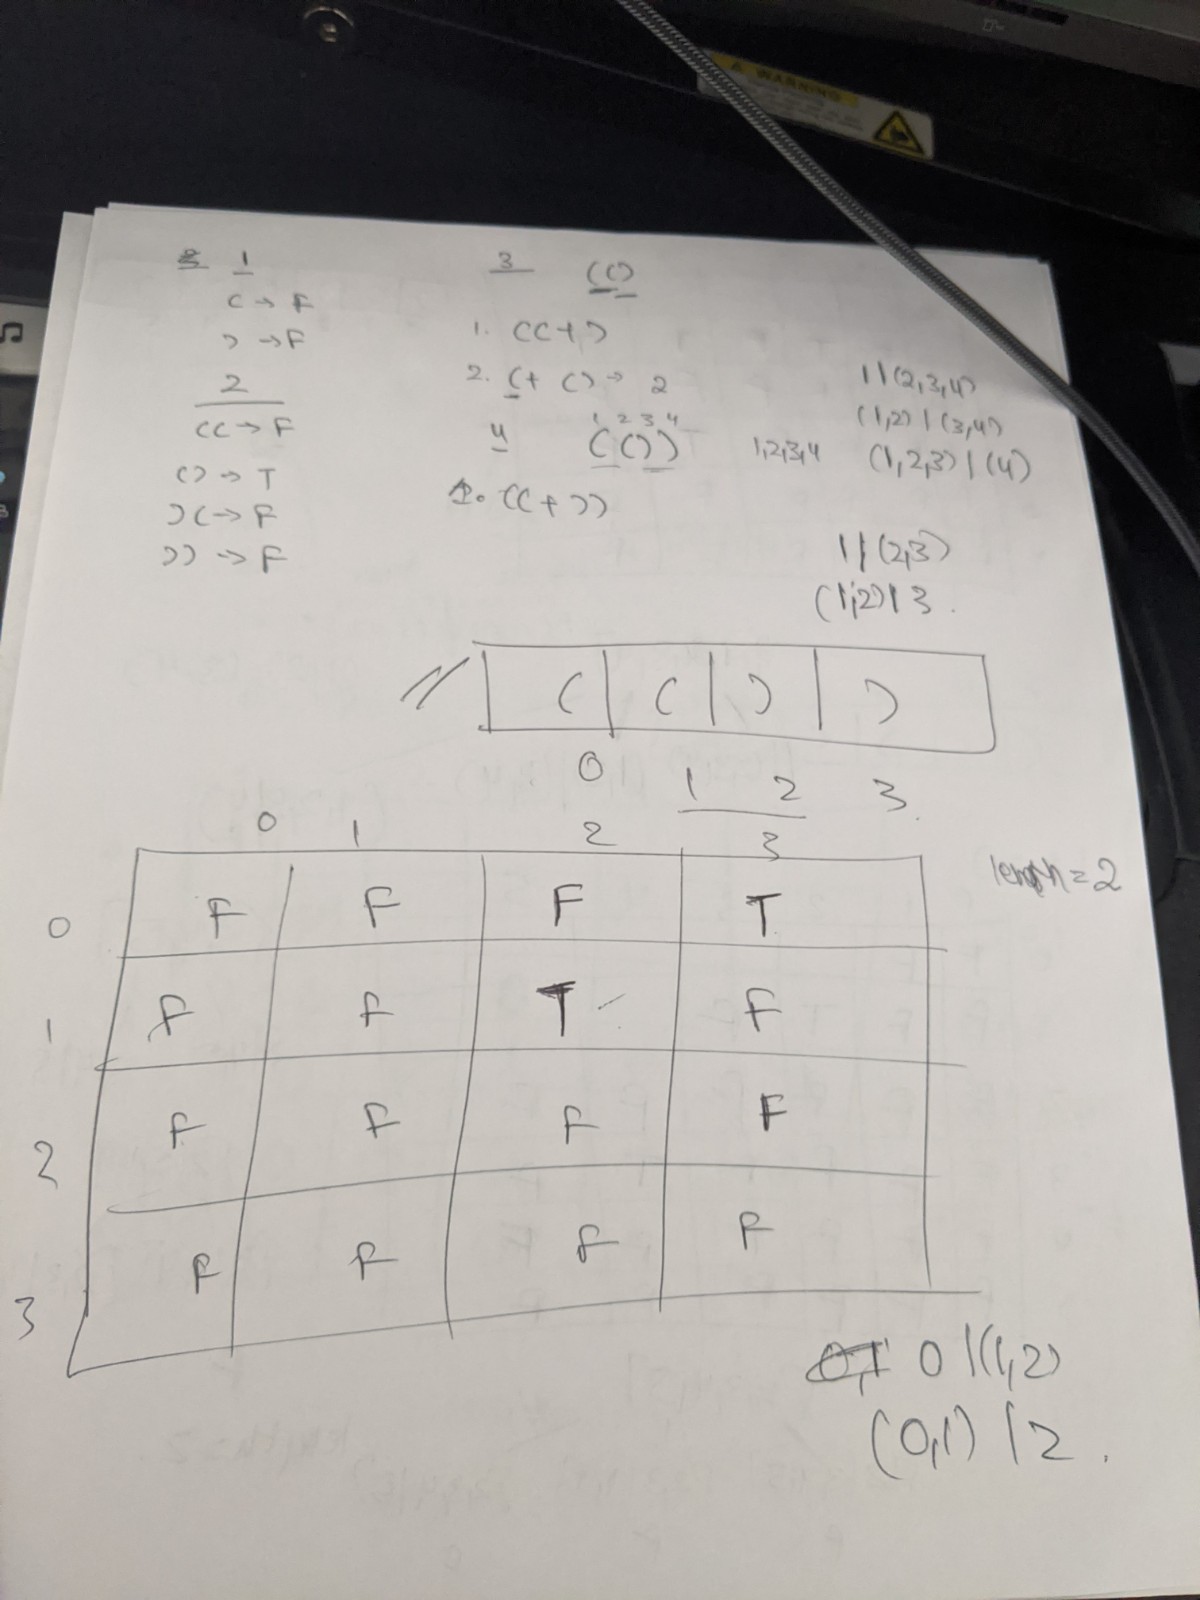 WARNING
1
( → F
) → F
2
(( → F
() → T
)( → F
)) → F
3 (()
1. (( + )
2. ( + () → 2
4 (())
1 2 3 4
1. (( + ))
1,2,3,4
1 | (2,3,4)
(1,2) | (3,4)
(1,2,3) | (4)
1 | (2,3)
(1,2) | 3.
( ( ) )
0 1 2 3.
0 1 2 3
length = 2
0 F F F T
1 F F T F
2 F F F F
3 F F F F
0 | (1,2)
(0,1) | 2.